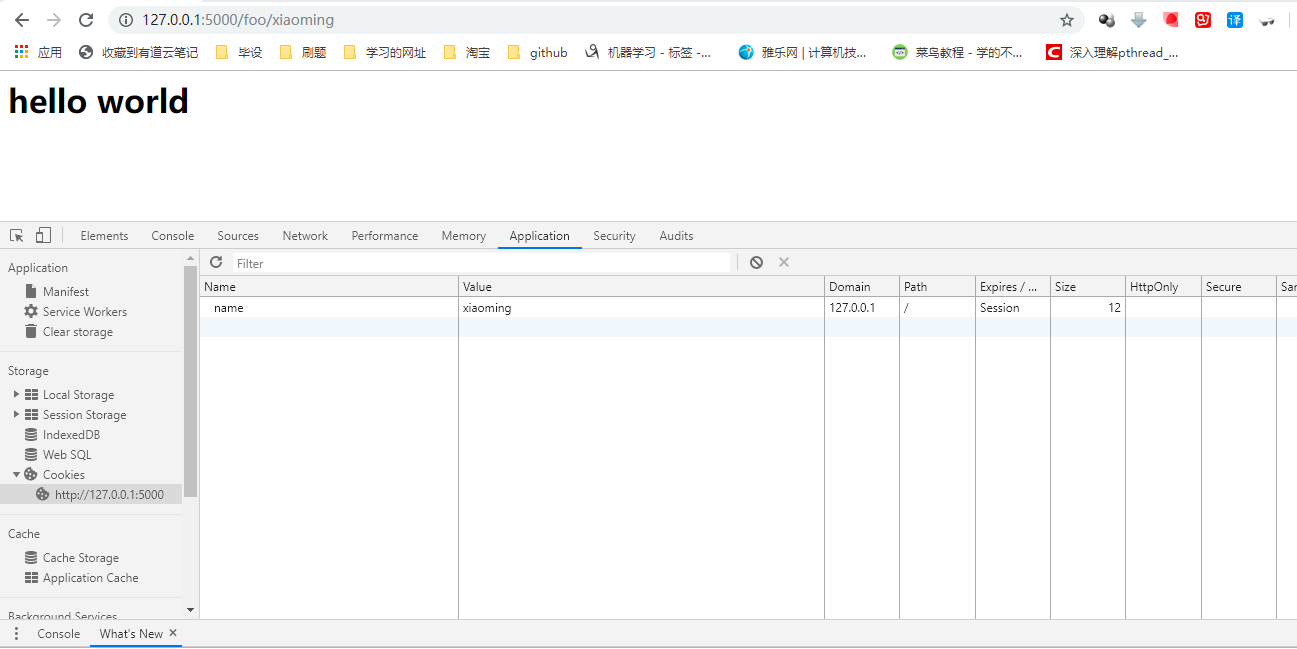 127.0.0.1:5000/foo/xiaoming
应用 收藏到有道云笔记 毕设 刷题 学习的网址 淘宝 github 机器学习 - 标签 -... 雅乐网 | 计算机技... 菜鸟教程 - 学的不... 深入理解pthread_...
hello world
Elements Console Sources Network Performance Memory Application Security Audits
Application
Filter
Name Value Domain Path Expires / ... Size HttpOnly Secure Sar
name xiaoming 127.0.0.1 / Session 12
Manifest
Service Workers
Clear storage
Storage
Local Storage
Session Storage
IndexedDB
Web SQL
Cookies
http://127.0.0.1:5000
Cache
Cache Storage
Application Cache
Background Services
Console What's New ×